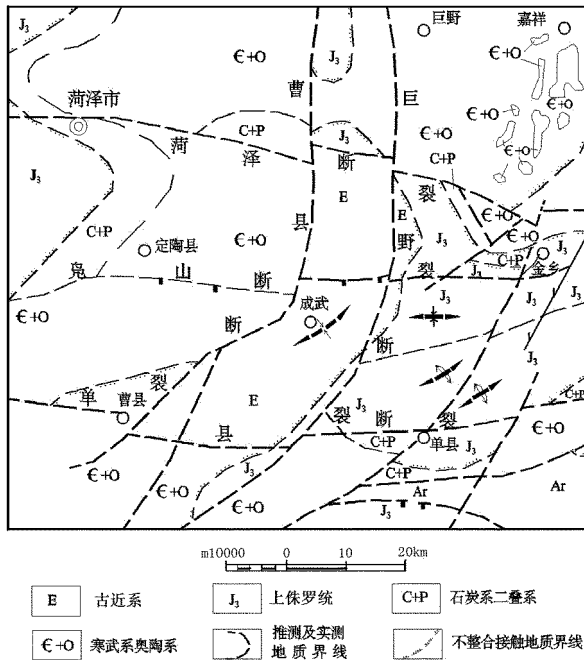 J₃
巨野
嘉祥
Є+O
Є+O
J₃
曹
巨
菏泽市
Є+O
Є+O
C+P
J₃
Є+O
Є+O
菏
泽
断
C+P
J₃
E
裂
Є+O
C+P
Є+O
县
E
野
J₃
Є+O
定陶县
C+P
J₃
金乡
凫
山
断
裂
J₃
J₃
J₃
Є+O
成武
断
断
J₃
裂
单
曹县
E
J₃
C+P
县
裂
断
裂
C+P
单县
J₃
Є+O
Є+O
Є+O
J₃
C+P
Є+O
Є+O
Ar
Ar
J₃
m10000 0 10 20km
E 古近系
J₃ 上侏罗统
C+P 石炭系二叠系
Є+O 寒武系奥陶系
推测及实测
地质界线
不整合接触地质界线